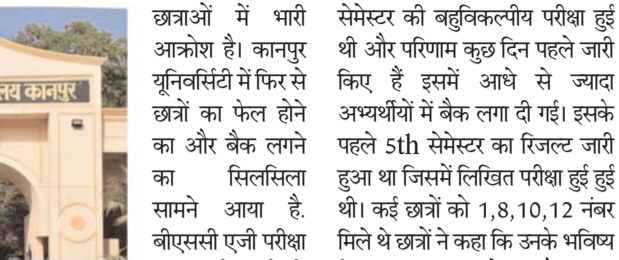 लय कानपुर
छात्राओं में भारी
आक्रोश है। कानपुर
यूनिवर्सिटी में फिर से
छात्रों का फेल होने
का और बैक लगने
का सिलसिला
सामने आया है.
बीएससी एजी परीक्षा
सेमेस्टर की बहुविकल्पीय परीक्षा हुई
थी और परिणाम कुछ दिन पहले जारी
किए हैं इसमें आधे से ज्यादा
अभ्यर्थीयों में बैक लगा दी गई। इसके
पहले 5th सेमेस्टर का रिजल्ट जारी
हुआ था जिसमें लिखित परीक्षा हुई हुई
थी। कई छात्रों को 1,8,10,12 नंबर
मिले थे छात्रों ने कहा कि उनके भविष्य